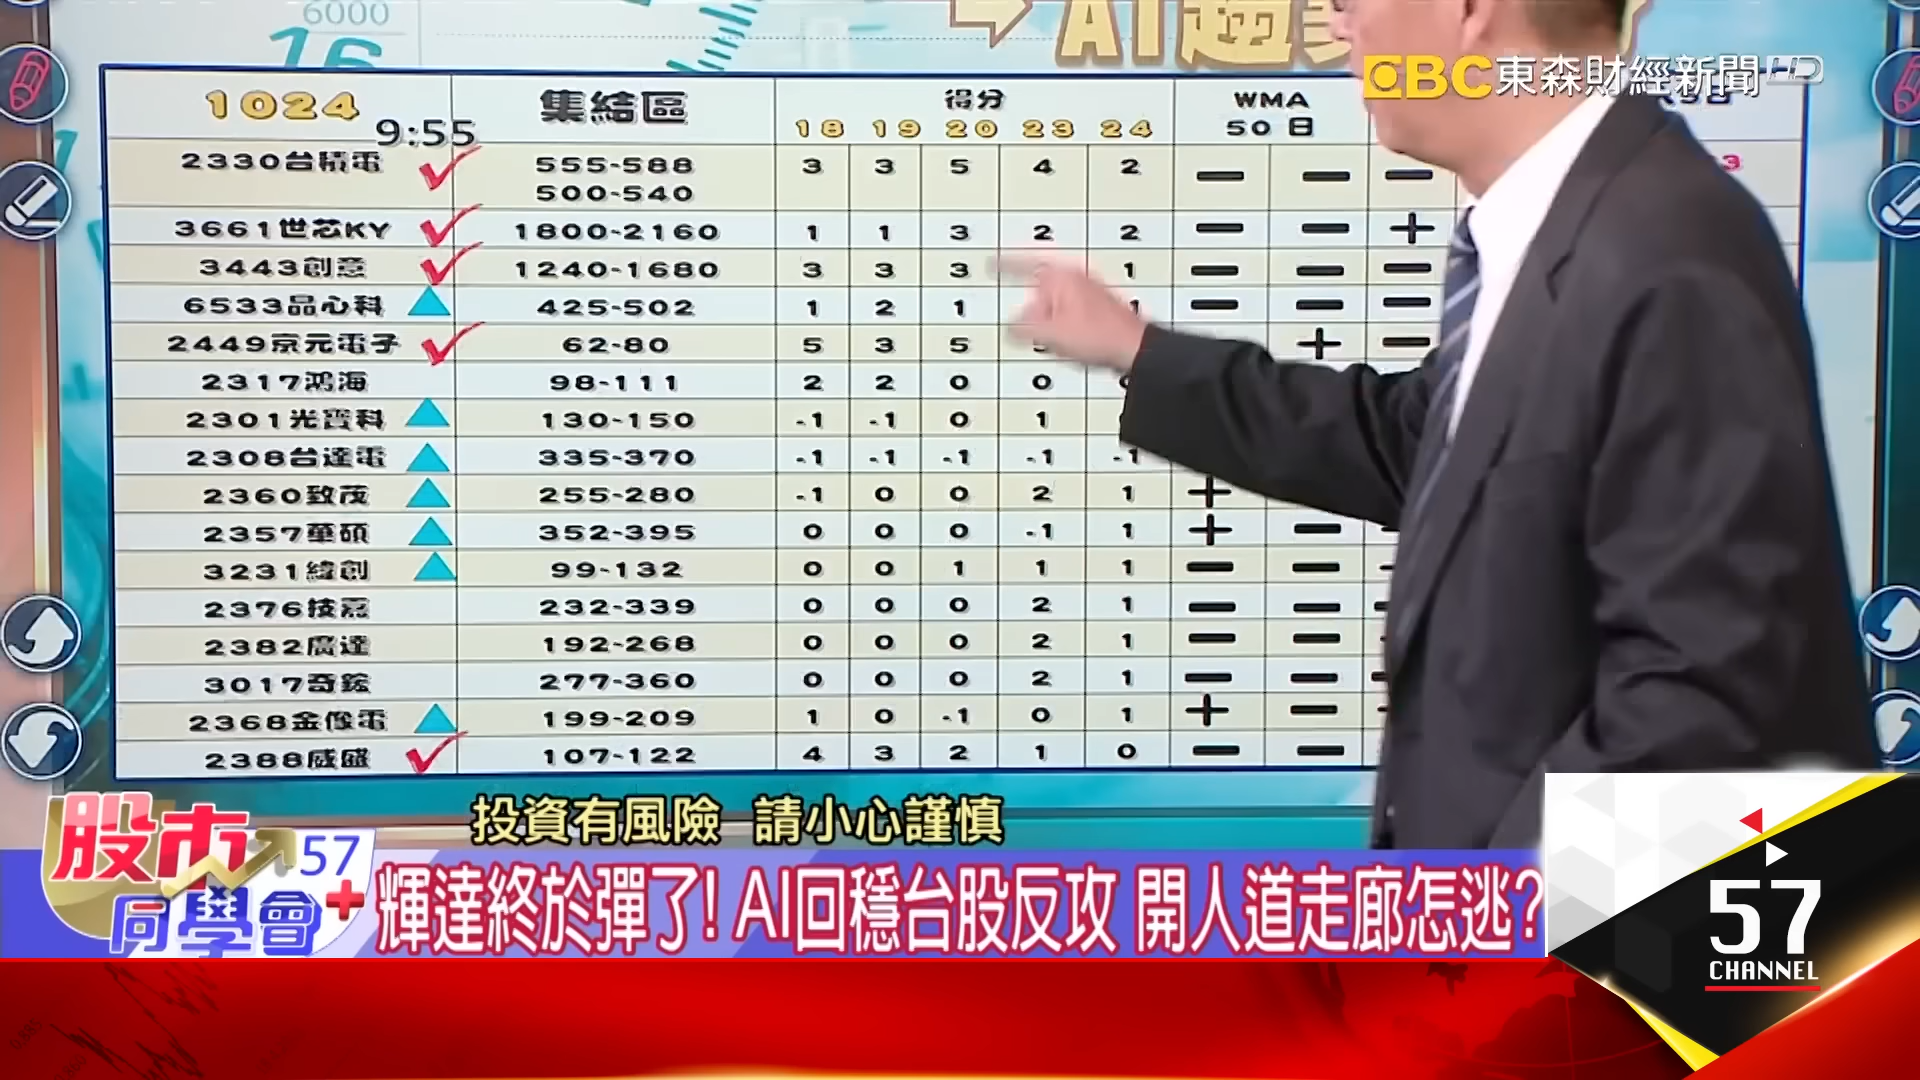 6000
16
AI趨
EBC東森財經新聞HD
1024 集結區 得分 WMA
9:55 18 19 20 23 24 50日
2330台積電 555-588 3 3 5 4 2 — — —
500-540
3661世芯KY 1800-2160 1 1 3 2 2 — — +
3443創意 1240-1680 3 3 3 1 — — —
6533晶心科 425-502 1 2 1 1 — — —
2449京元電子 62-80 5 3 5 + —
2317鴻海 98-111 2 2 0 0
2301光寶科 130-150 -1 -1 0 1
2308台達電 335-370 -1 -1 -1 -1 -1
2360致茂 255-280 -1 0 0 2 1 +
2357華碩 352-395 0 0 0 -1 1 + —
3231緯創 99-132 0 0 1 1 1 — —
2376技嘉 232-339 0 0 0 2 1 — —
2382廣達 192-268 0 0 0 2 1 — —
3017奇鋐 277-360 0 0 0 2 1 — —
2368金像電 199-209 1 0 -1 0 1 + —
2388威盛 107-122 4 3 2 1 0 — —
投資有風險 請小心謹慎
股市57
同學會+
輝達終於彈了! AI回穩台股反攻 開人道走廊怎逃?
57
CHANNEL